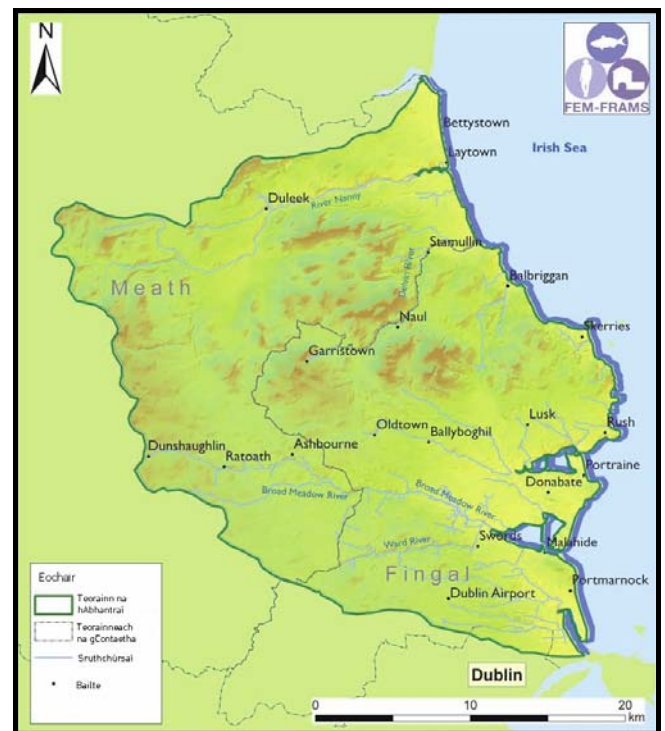 N
FEM-FRAMS
Bettystown
Irish Sea
Laytown
Duleek
River Nanny
Stamullin
Delvin River
Meath
Balbriggan
Naul
Skerries
Garristown
Lusk
Rush
Oldtown
Ballyboghil
Ashbourne
Dunshaughlin
Ratoath
Portraine
Donabate
Broad Meadow River
Broad Meadow River
Swords
Malahide
Ward River
Fingal
Portmarnock
Dublin Airport
Eochair
Teorainn na
hAbhantraí
Teorainneach
na gContaetha
Sruthchúrsaí
Bailte
Dublin
0 10 20
km